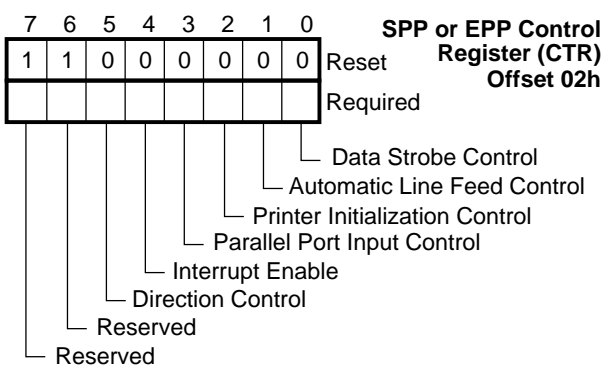 7 6 5 4 3 2 1 0
SPP or EPP Control
Register (CTR)
Offset 02h
1 1 0 0 0 0 0 0 Reset
Required
Data Strobe Control
Automatic Line Feed Control
Printer Initialization Control
Parallel Port Input Control
Interrupt Enable
Direction Control
Reserved
Reserved